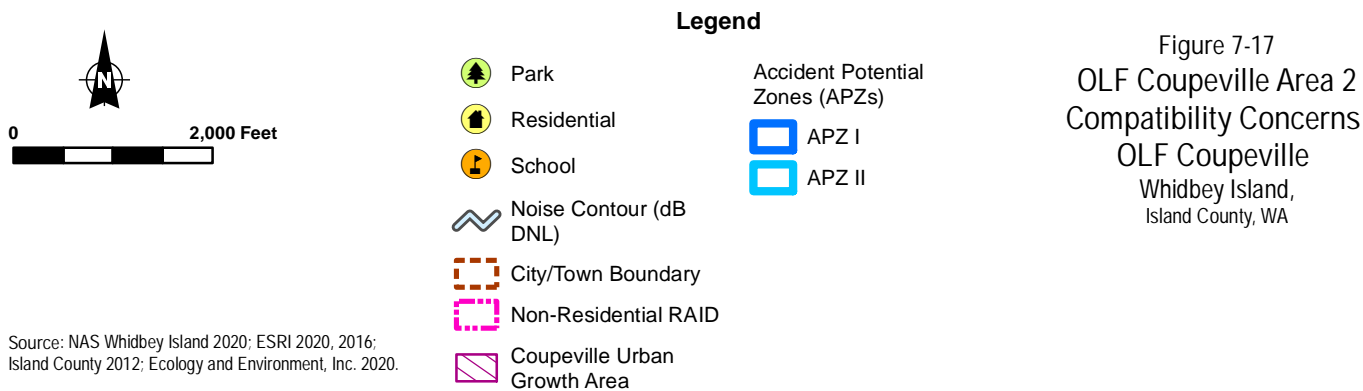 N
0
2,000 Feet
Source: NAS Whidbey Island 2020; ESRI 2020, 2016;
Island County 2012; Ecology and Environment, Inc. 2020.
Legend
Park
Residential
School
Noise Contour (dB
DNL)
City/Town Boundary
Non-Residential RAID
Coupeville Urban
Growth Area
Accident Potential
Zones (APZs)
APZ I
APZ II
Figure 7-17
OLF Coupeville Area 2
Compatibility Concerns
OLF Coupeville
Whidbey Island,
Island County, WA